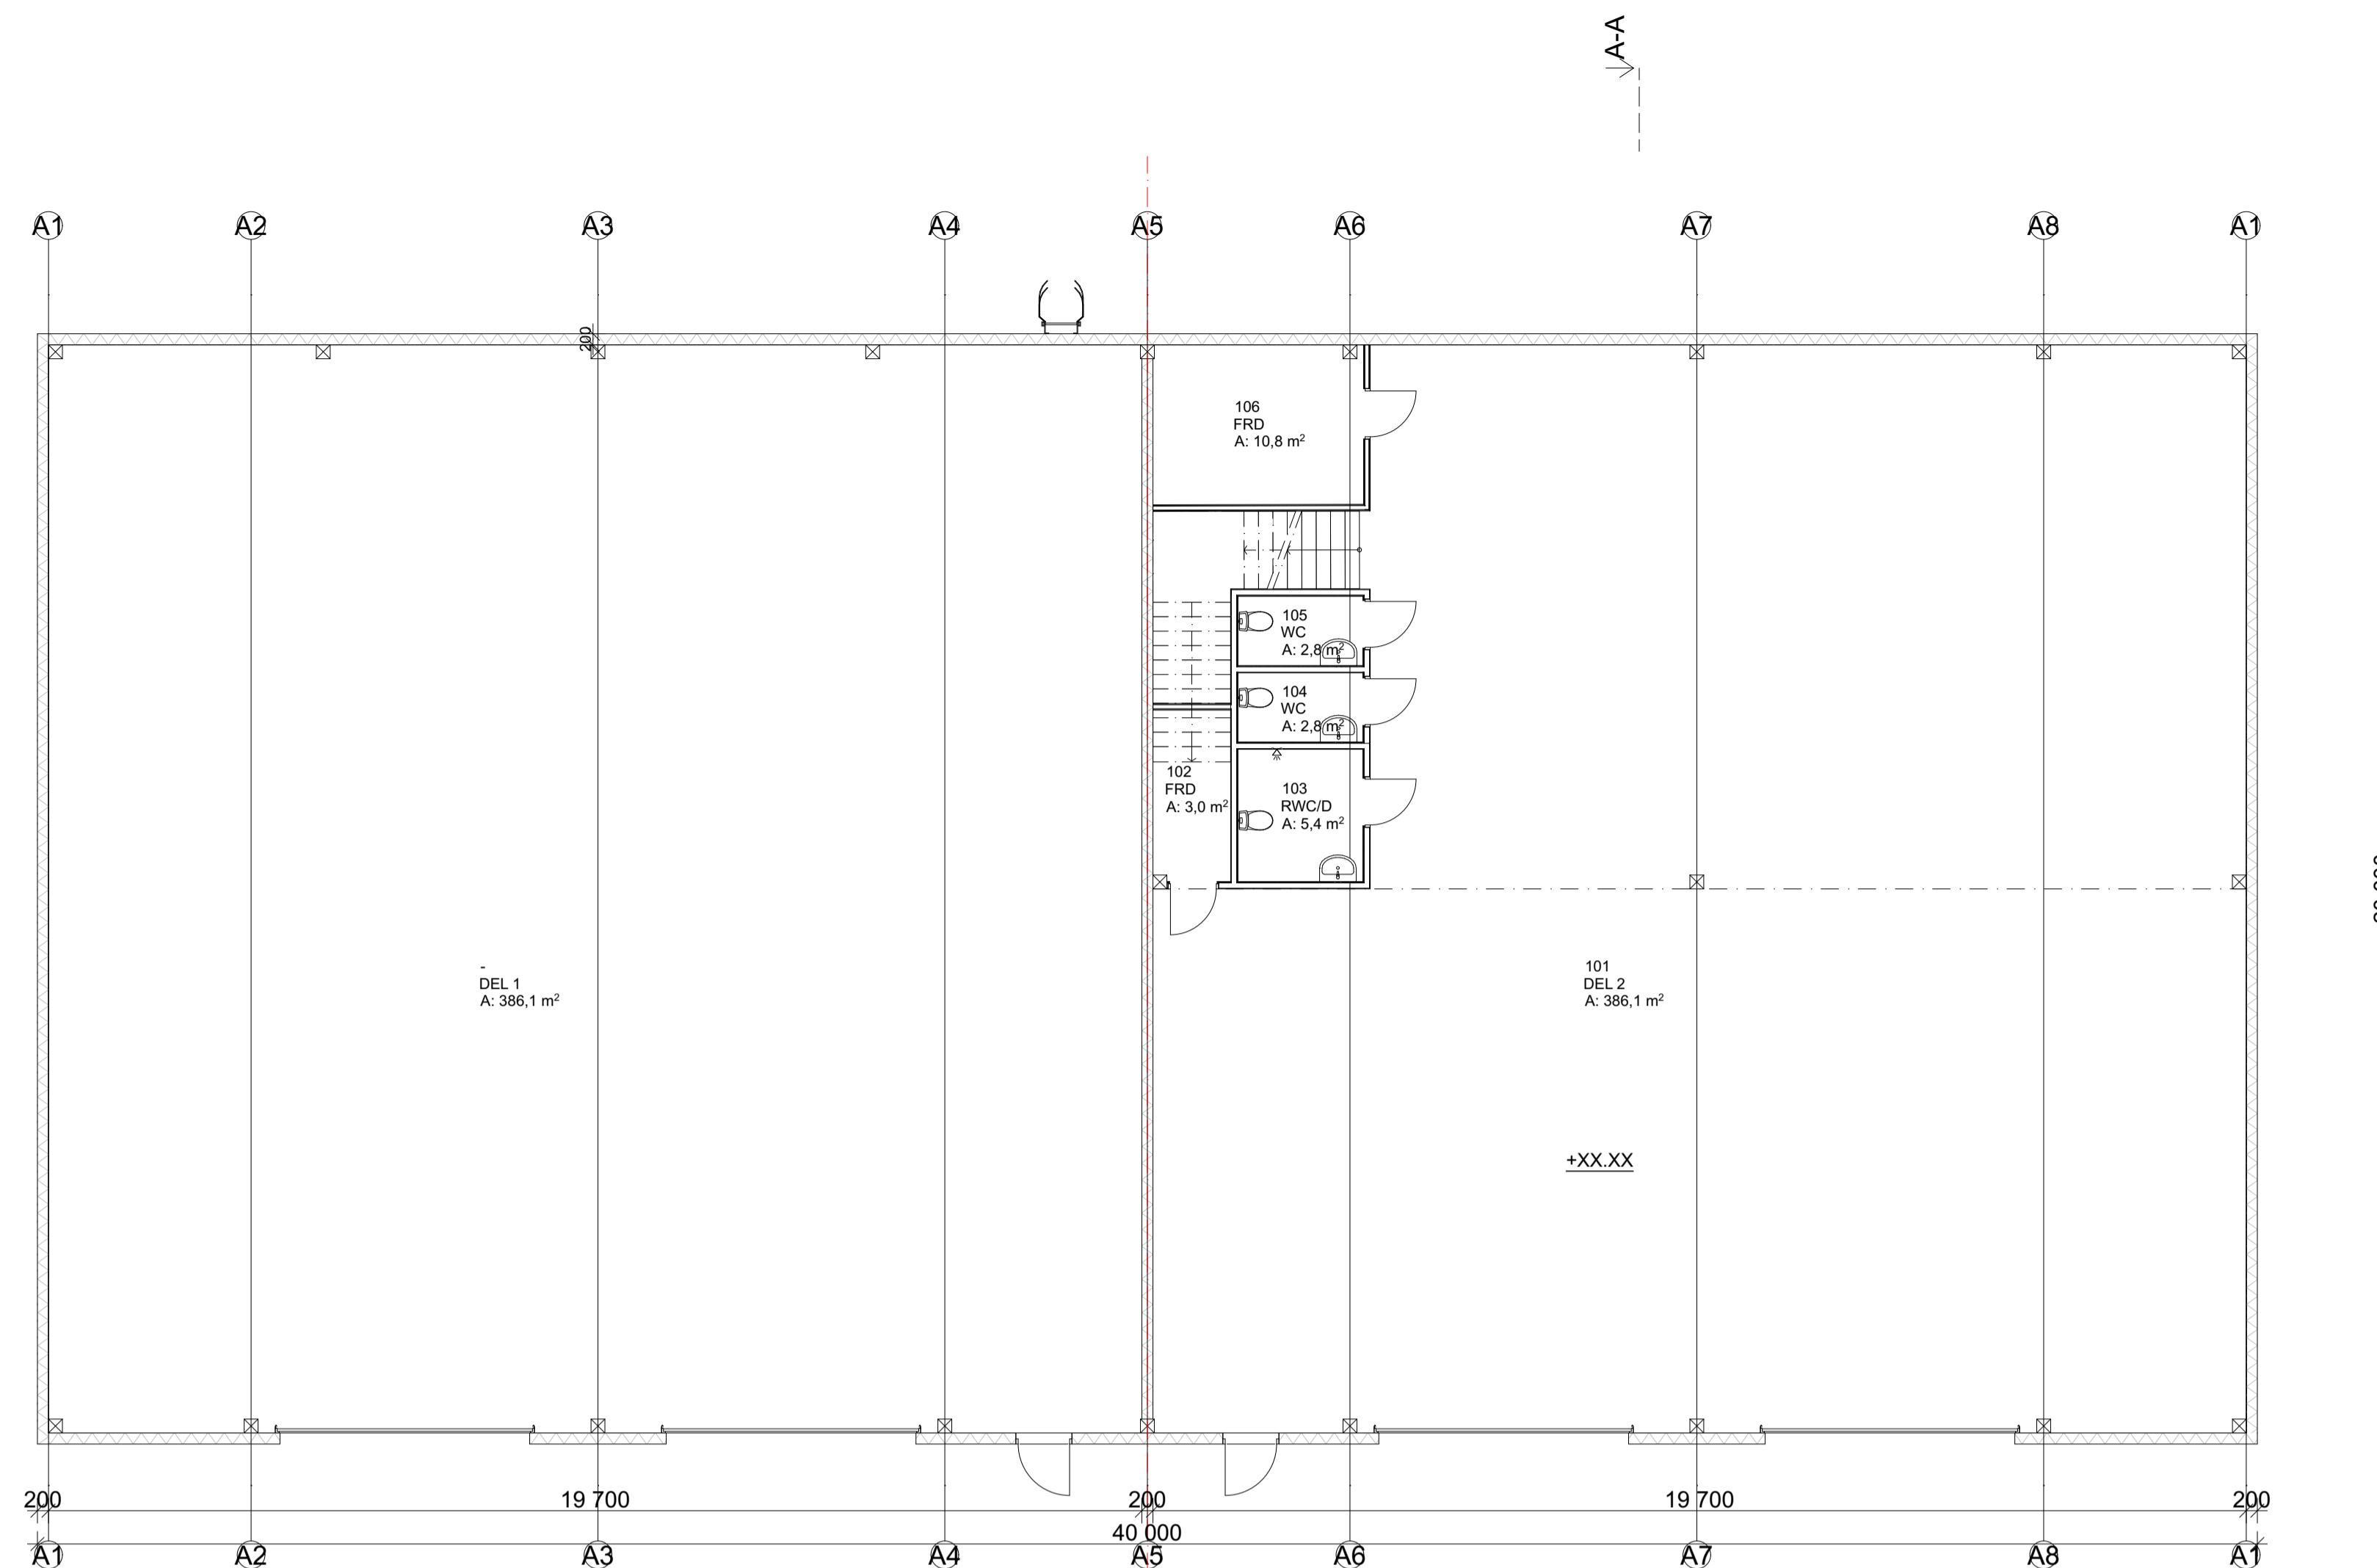 A-A
A1 A2 A3 A4 A5 A6 A7 A8 A1
200
106
FRD
A: 10,8 m²
105
WC
A: 2,8 m²
104
WC
A: 2,8 m²
102
FRD
A: 3,0 m²
103
RWC/D
A: 5,4 m²
-
DEL 1
A: 386,1 m²
101
DEL 2
A: 386,1 m²
+XX.XX
200 19 700 200 19 700 200
40 000
A1 A2 A3 A4 A5 A6 A7 A8 A1